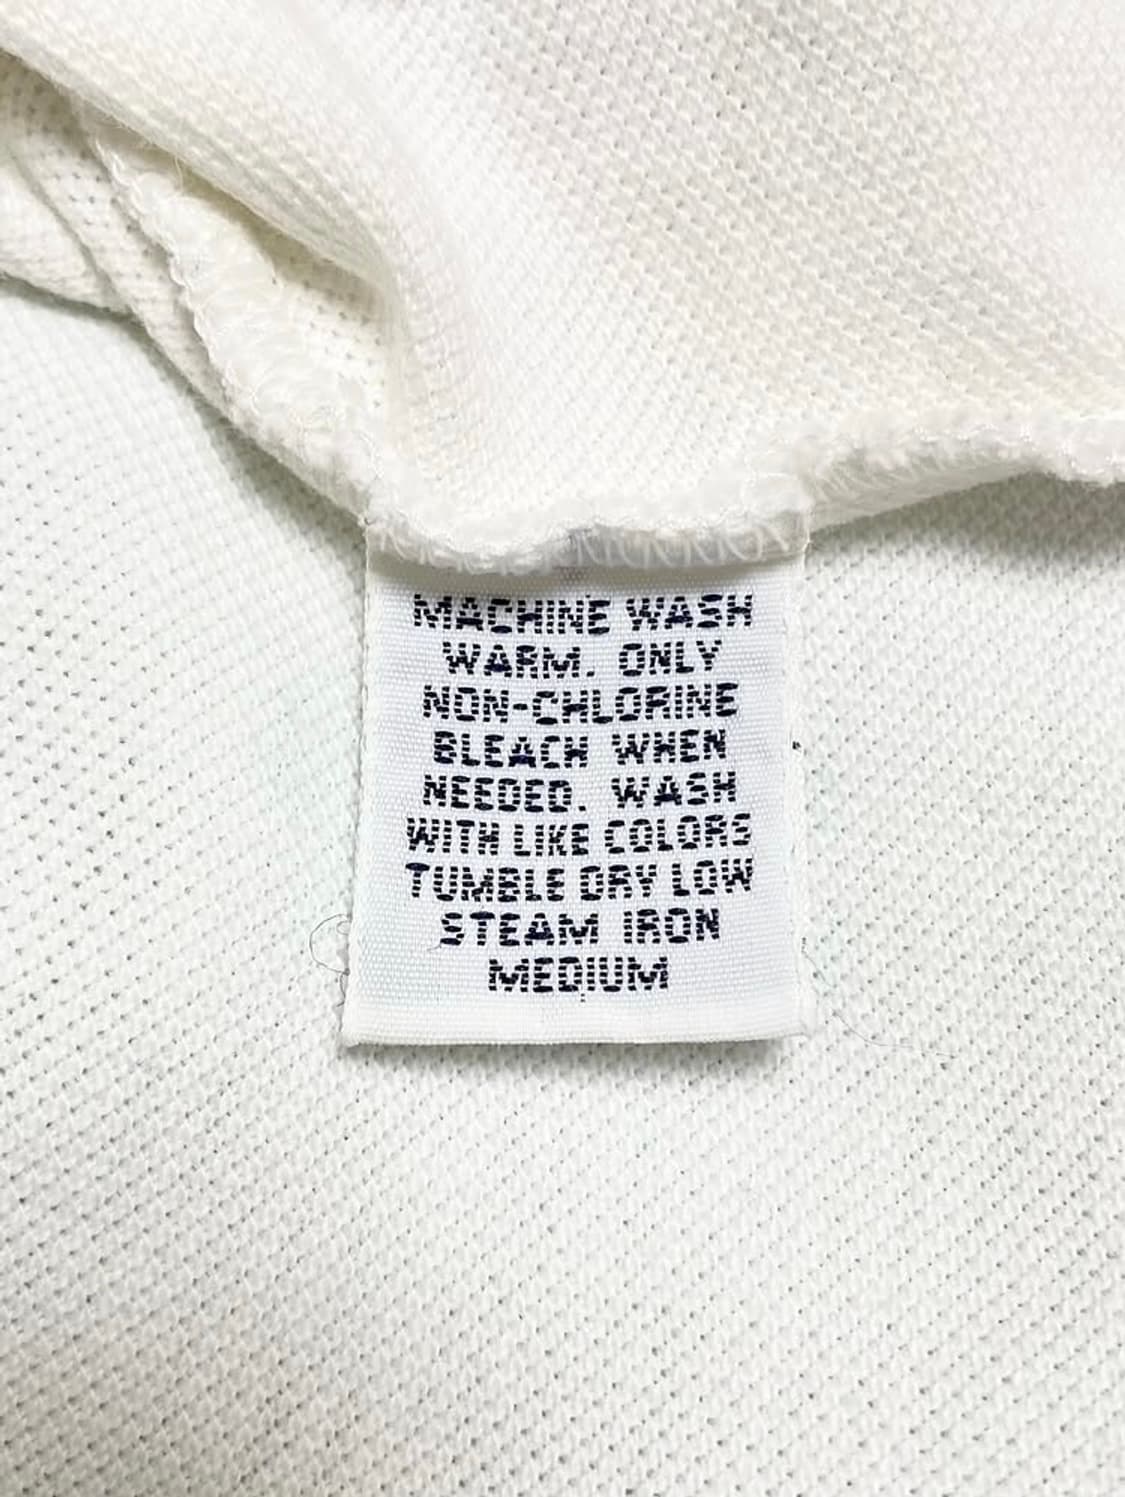 MACHINE WASH
WARM. ONLY
NON-CHLORINE
BLEACH WHEN
NEEDED. WASH
WITH LIKE COLORS
TUMBLE DRY LOW
STEAM IRON
MEDIUM